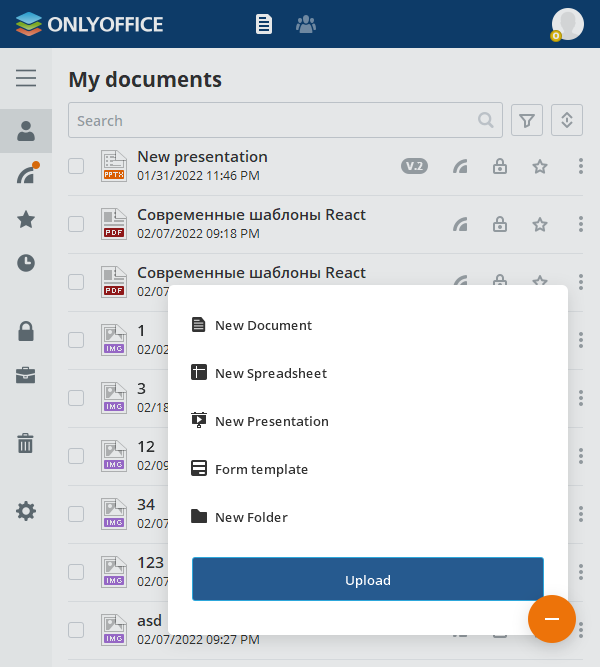 ONLYOFFICE
My documents
Search
New presentation
01/31/2022 11:46 PM
V.2
PPTX
Современные шаблоны React
02/07/2022 09:18 PM
PDF
Современные шаблоны React
02/07
PDF
1
02/02
IMG
3
02/18
IMG
12
02/09
IMG
34
02/07
IMG
123
02/07
IMG
asd
02/07/2022 09:27 PM
IMG
New Document
New Spreadsheet
New Presentation
Form template
New Folder
Upload